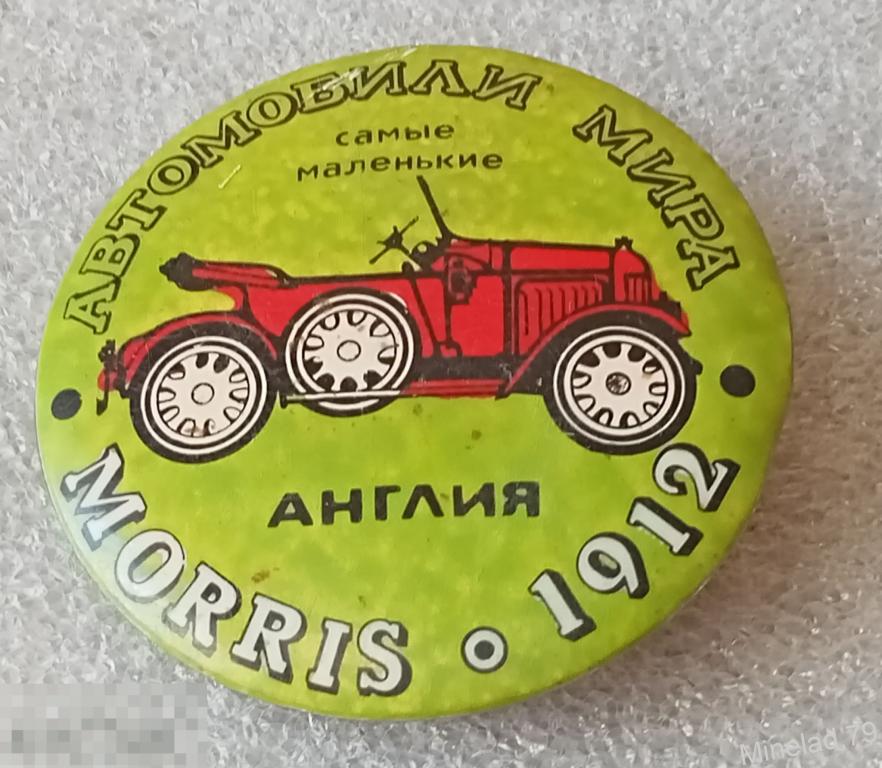 АВТОМОБИЛИ МИРА
самые
маленькие
АНГЛИЯ
MORRIS 1912
Minelad.79